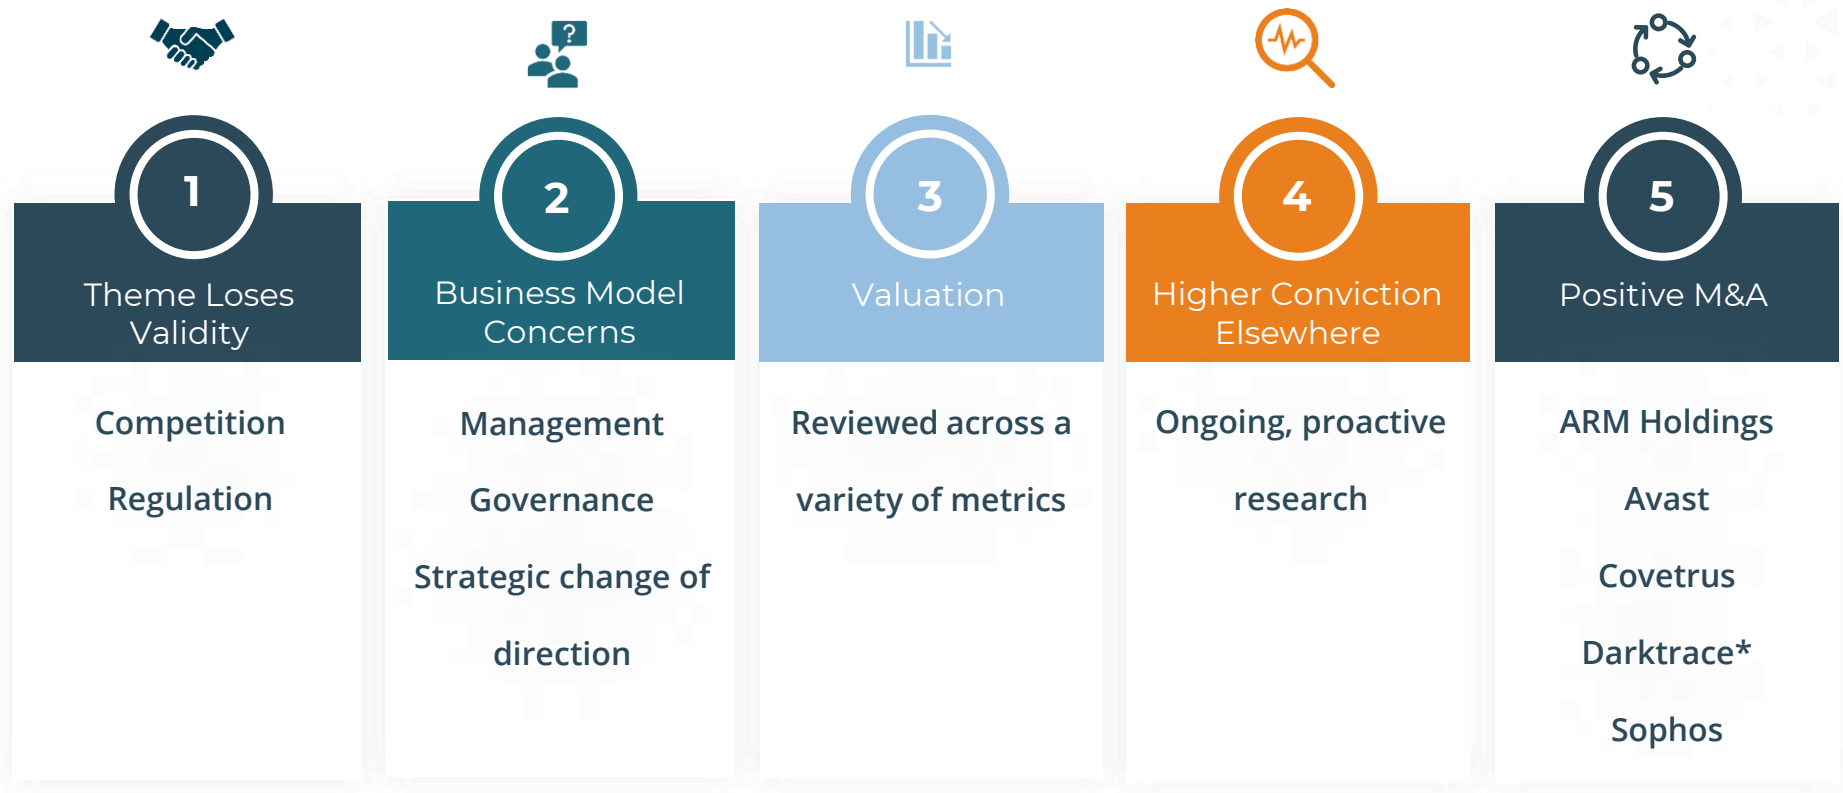 ?
1
Theme Loses
Validity
Competition
Regulation
2
Business Model
Concerns
Management
Governance
Strategic change of
direction
3
Valuation
Reviewed across a
variety of metrics
4
Higher Conviction
Elsewhere
Ongoing, proactive
research
5
Positive M&A
ARM Holdings
Avast
Covetrus
Darktrace*
Sophos